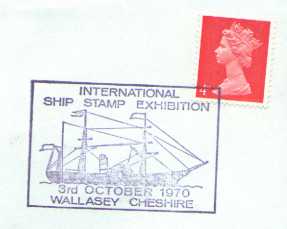 INTERNATIONAL
SHIP STAMP EXHIBITION
4
3rd OCTOBER 1970
WALLASEY CHESHIRE